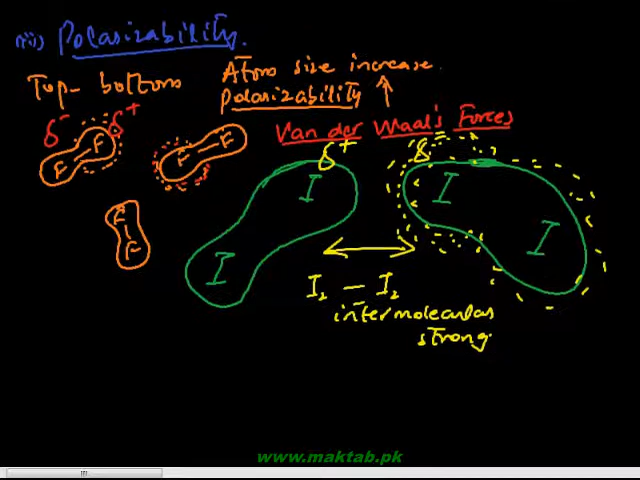 iii) Polarizability.
Top-bottom
Atom size increase
polarizability ↑
Van der Waal's Forces
δ- δ+
F-F
F-F
F-F
δ+
δ-
I
I
I
I
I2 — I2
intermolecular
strong.
www.maktab.pk